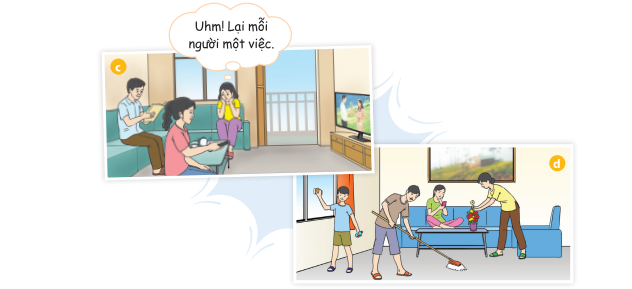 Uhm! Lại mỗi
người một việc.
c
d